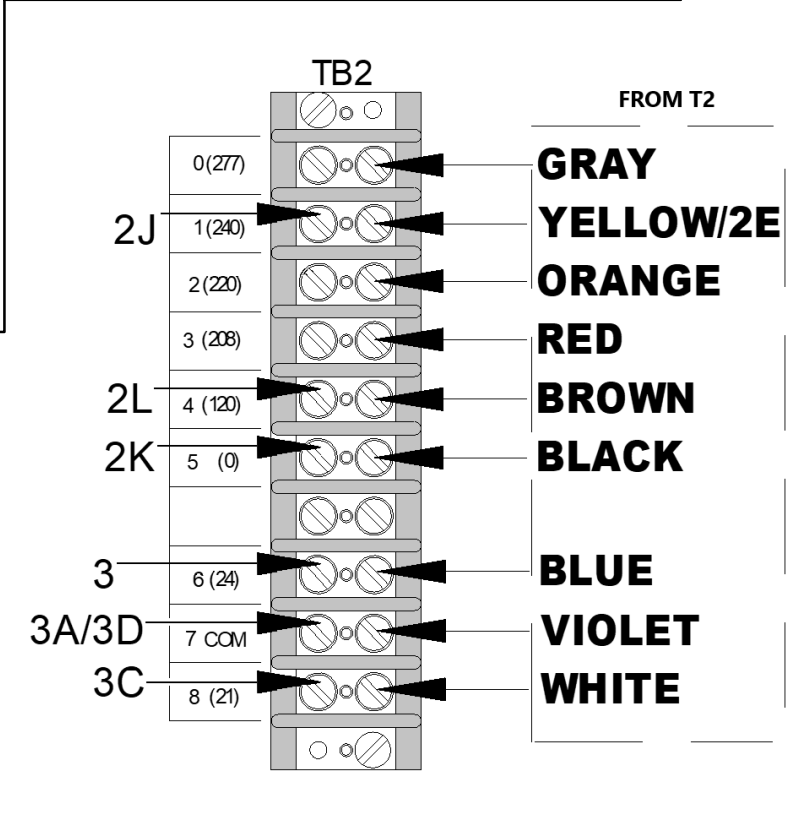 TB2
FROM T2
0(277) GRAY
2J 1(240) YELLOW/2E
2(220) ORANGE
3 (208) RED
2L 4 (120) BROWN
2K 5 (0) BLACK
3 6 (24) BLUE
3A/3D 7 COM VIOLET
3C 8 (21) WHITE